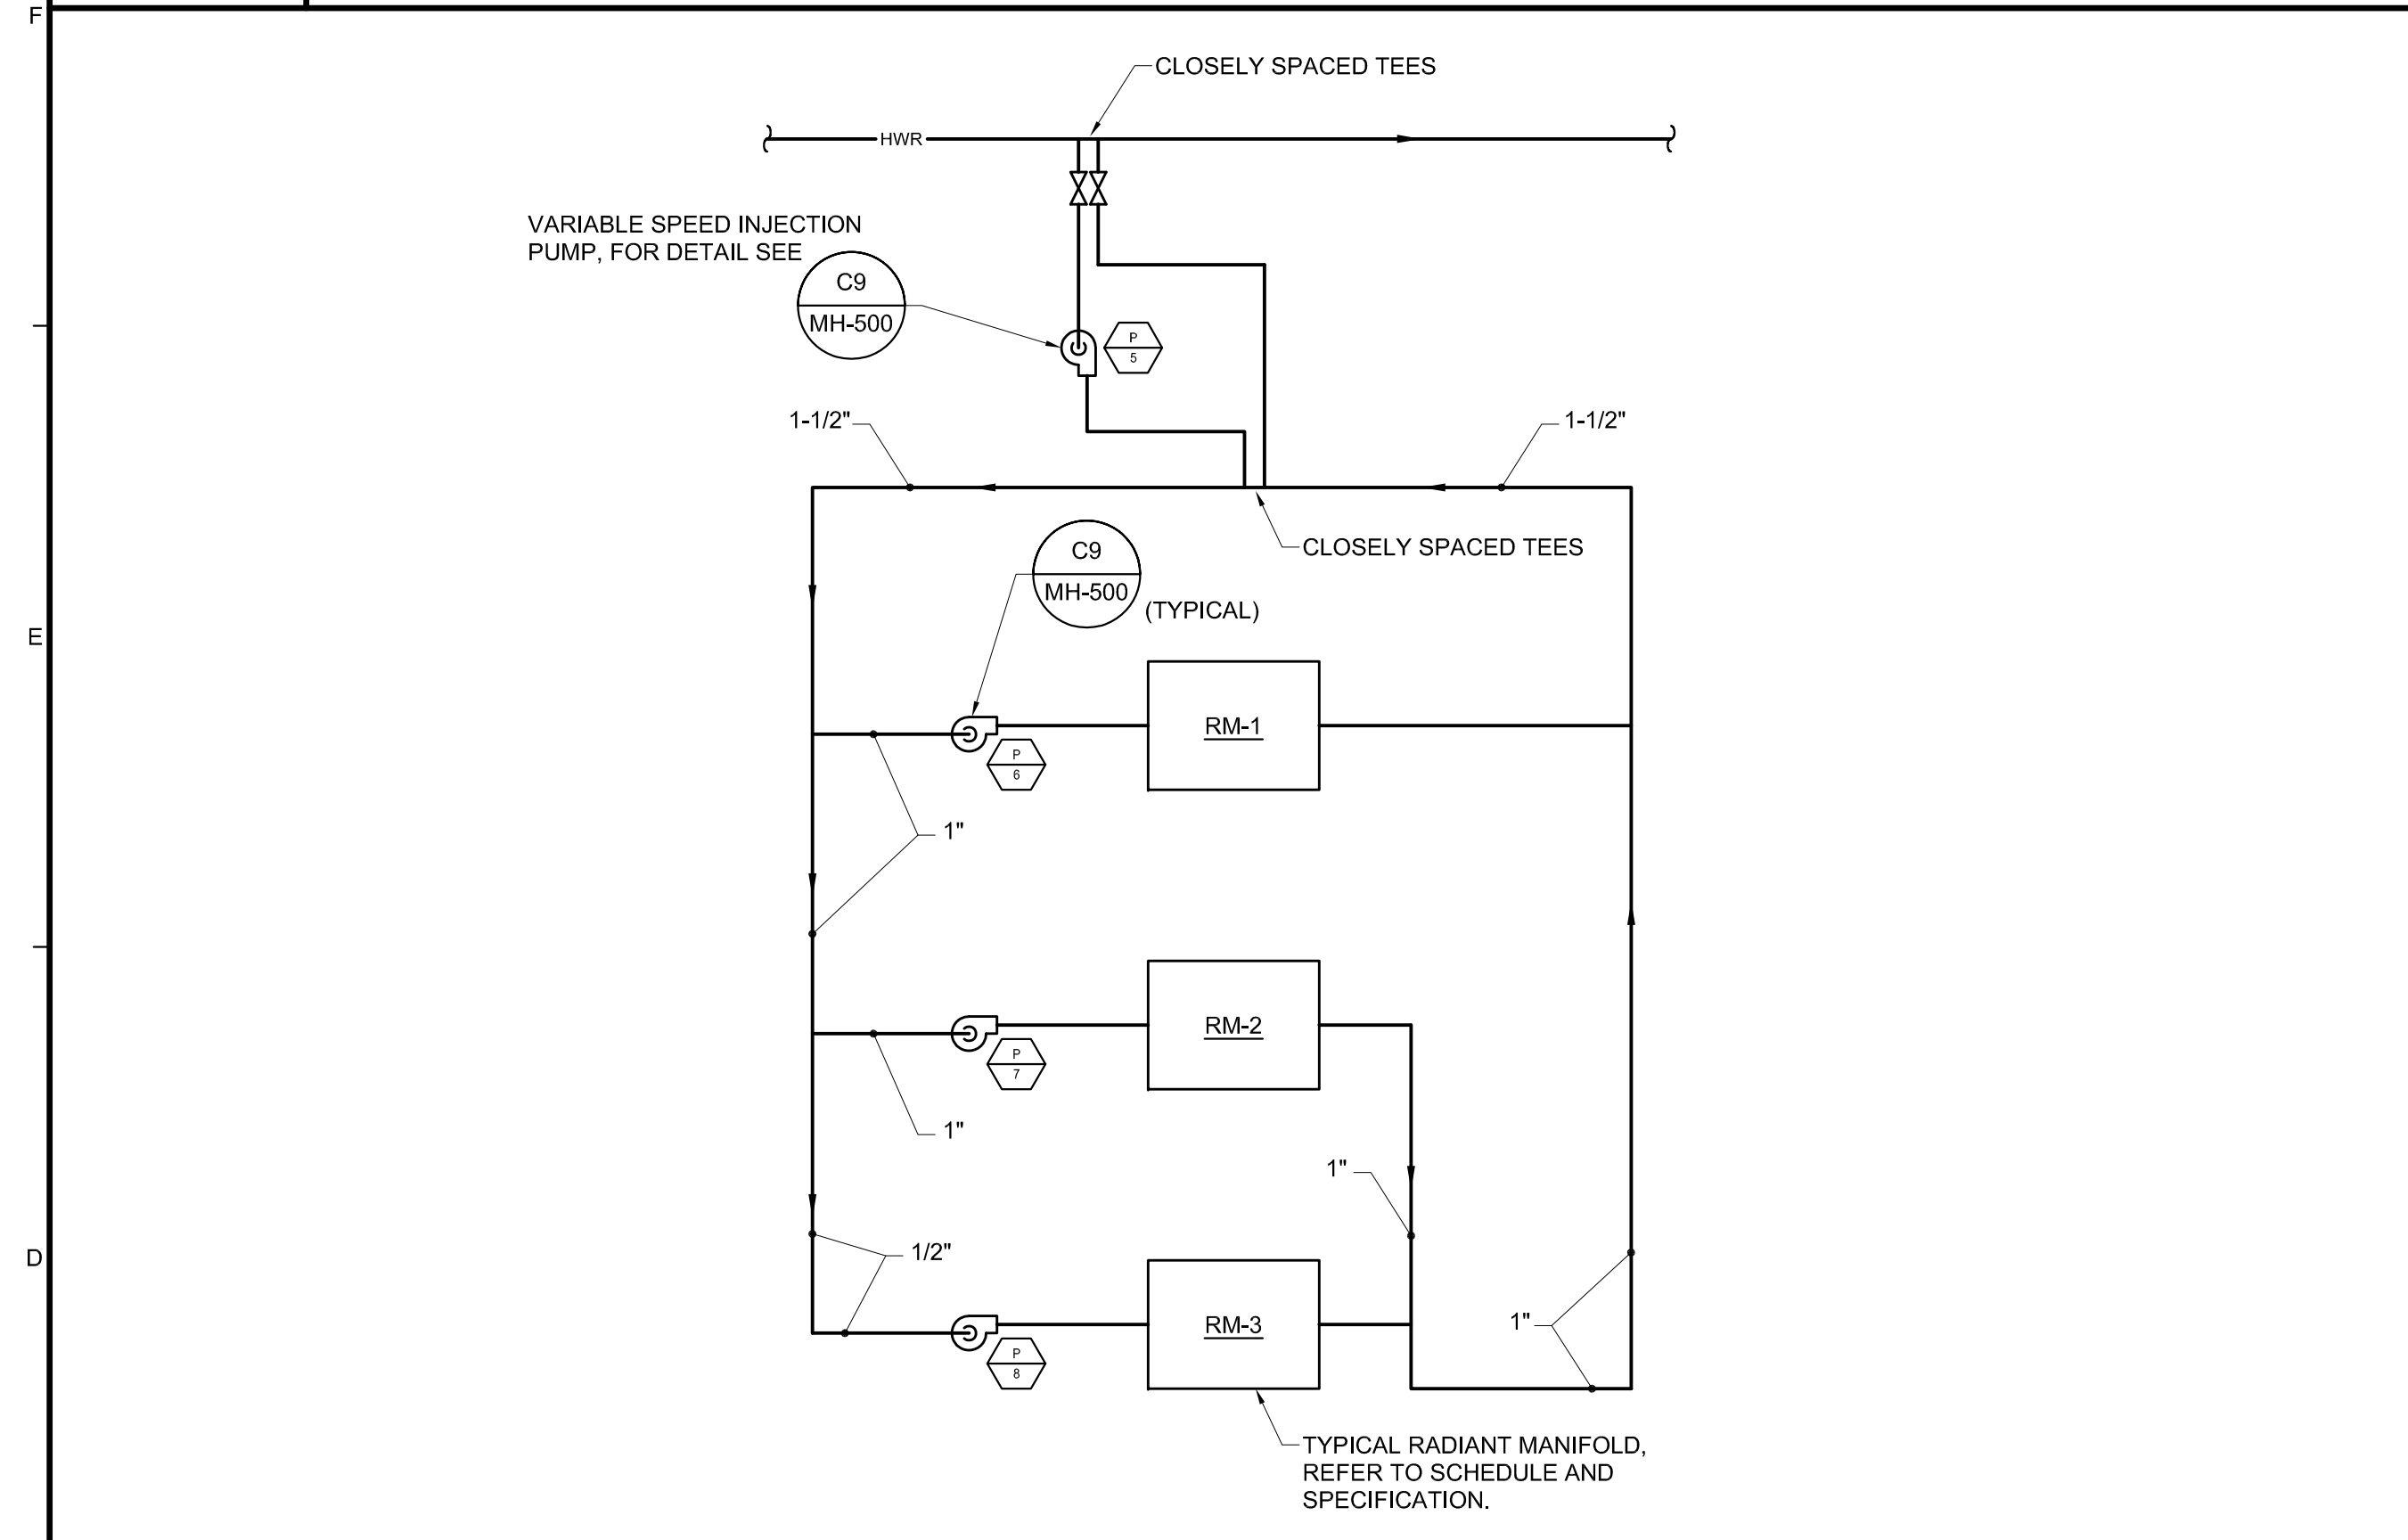 F
CLOSELY SPACED TEES
HWR
VARIABLE SPEED INJECTION
PUMP, FOR DETAIL SEE
C9
MH-500
P
5
1-1/2"
1-1/2"
CLOSELY SPACED TEES
C9
MH-500
(TYPICAL)
E
RM-1
P
6
1"
RM-2
P
7
1"
1"
D
1/2"
RM-3
1"
P
8
TYPICAL RADIANT MANIFOLD,
REFER TO SCHEDULE AND
SPECIFICATION.